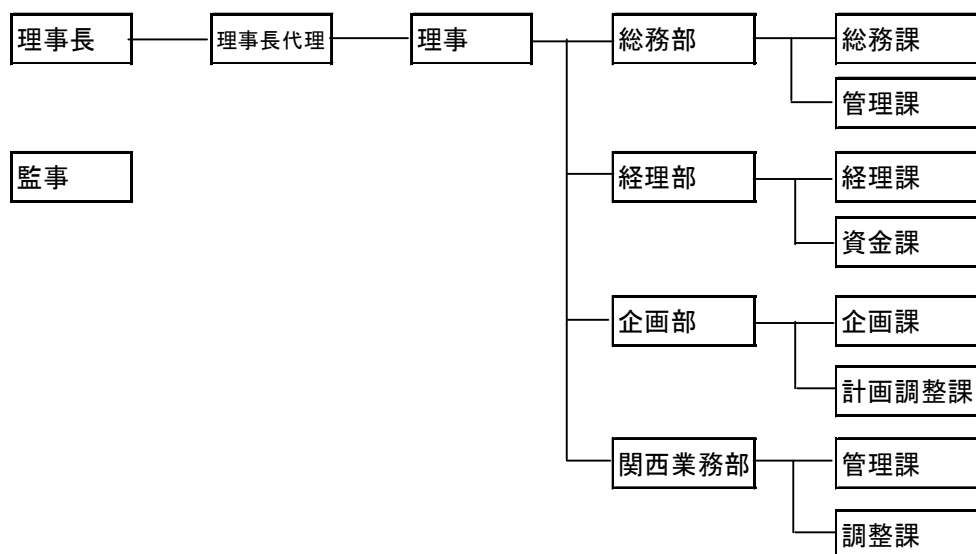 理事長
理事長代理
理事
総務部
総務課
管理課
監事
経理部
経理課
資金課
企画部
企画課
計画調整課
関西業務部
管理課
調整課